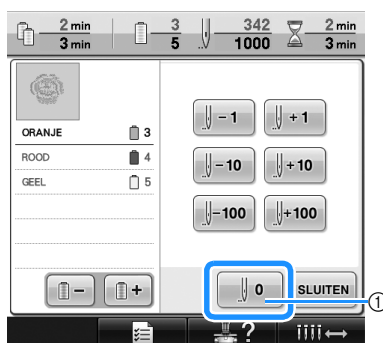 2 min 3 342 2 min
3 min 5 1000 3 min
ORANJE 3
ROOD 4
GEEL 5
- 1 + 1
- 10 + 10
- 100 + 100
- + 0 SLUITEN 1
?